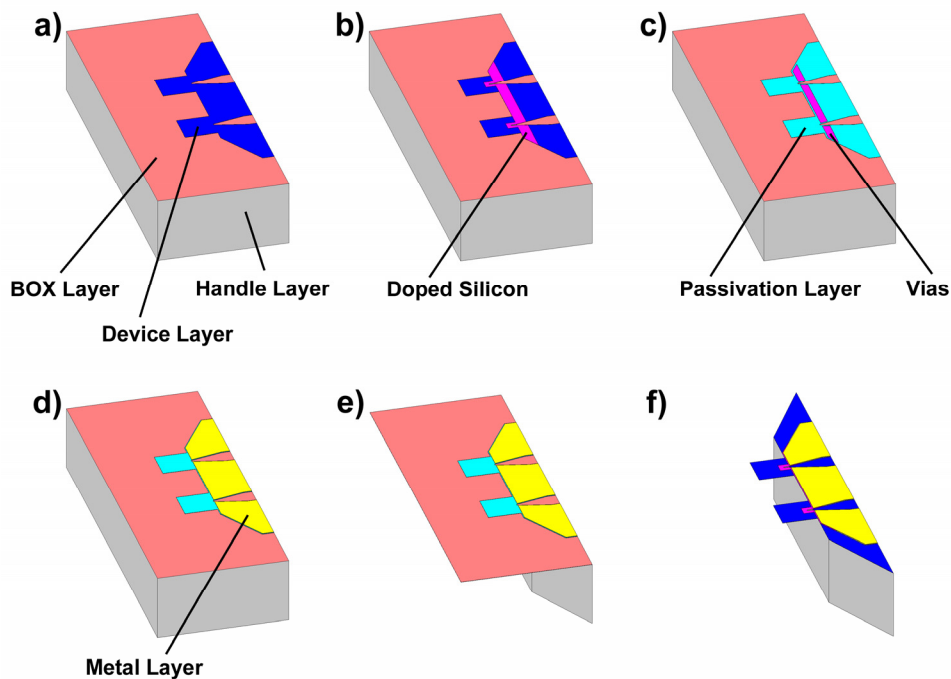 a)
b)
c)
BOX Layer
Handle Layer
Device Layer
Doped Silicon
Passivation Layer
Vias
d)
e)
f)
Metal Layer